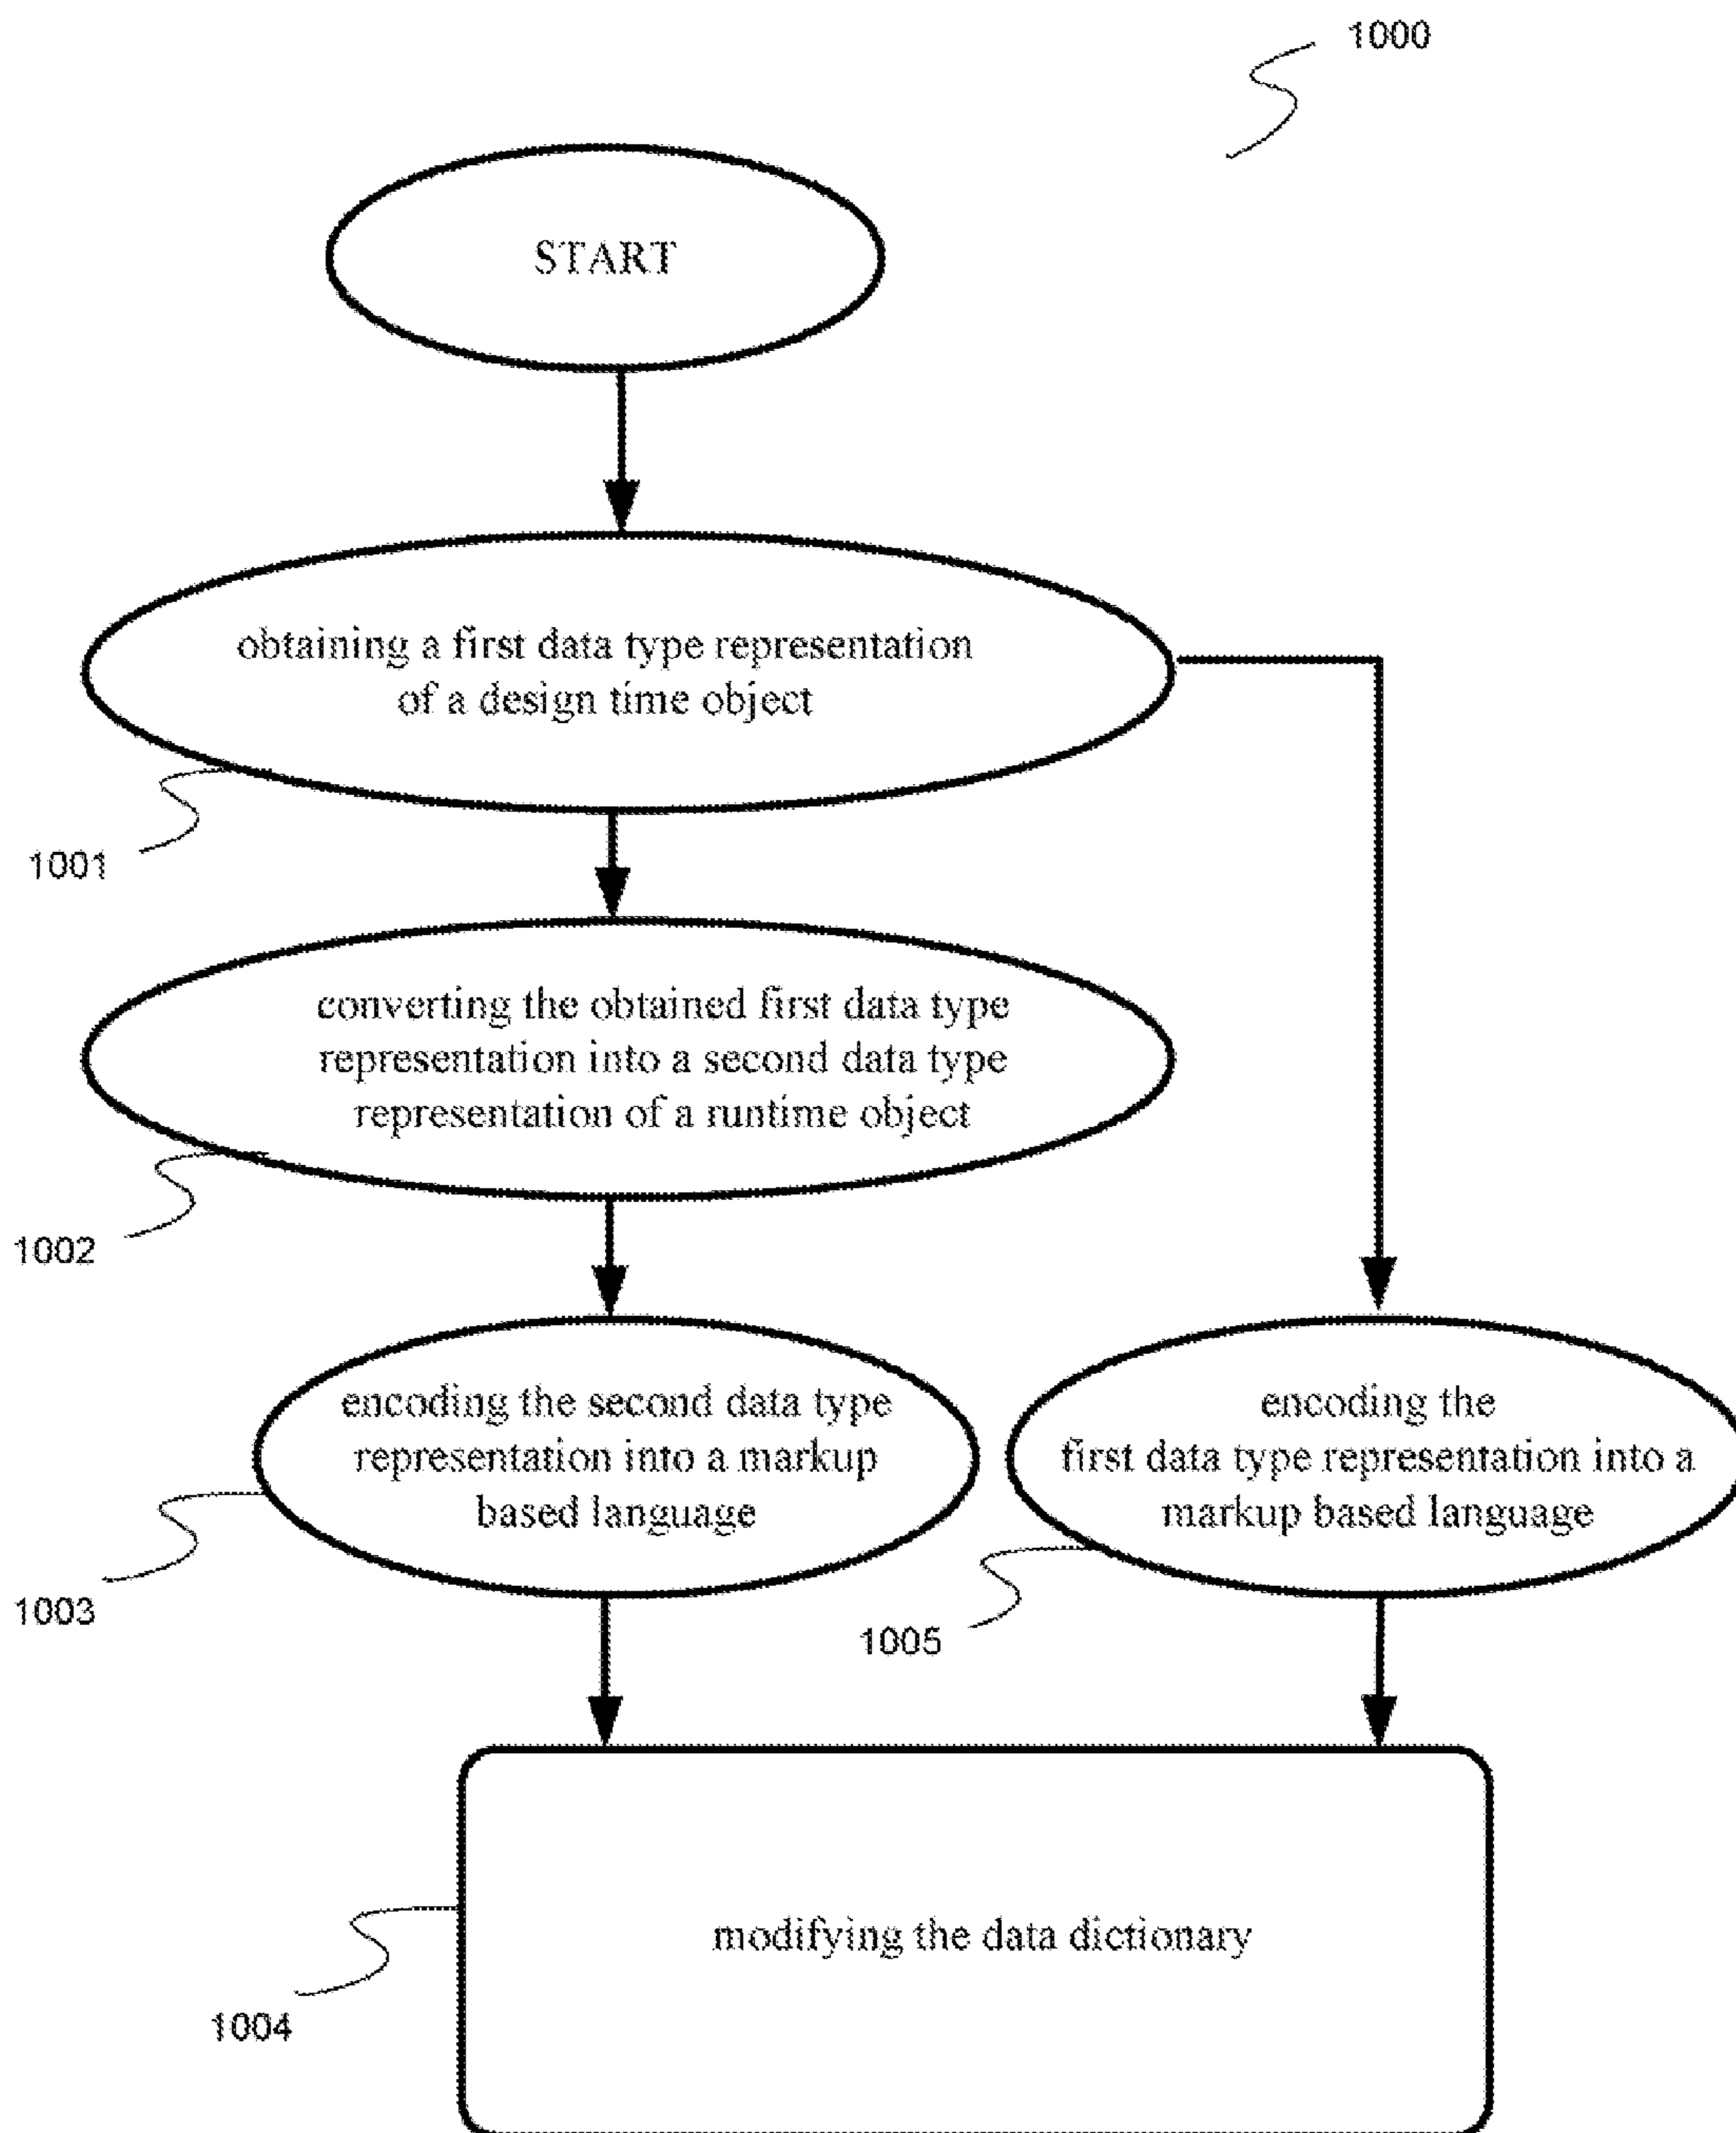 1000
START
obtaining a first data type representation
of a design time object
1001
converting the obtained first data type
representation into a second data type
representation of a runtime object
1002
encoding the second data type
representation into a markup
based language
1003
encoding the
first data type representation into a
markup based language
1005
modifying the data dictionary
1004